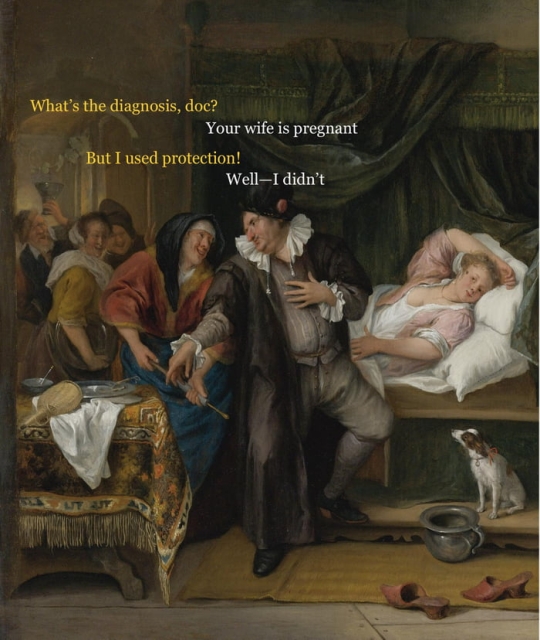 What's the diagnosis, doc?
Your wife is pregnant
But I used protection!
Well—I didn't